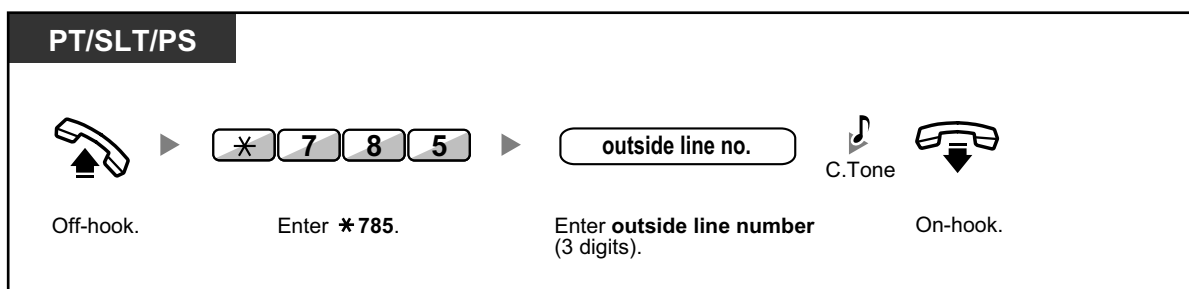 PT/SLT/PS
* 7 8 5
outside line no.
C.Tone
Off-hook.
Enter *785.
Enter outside line number
(3 digits).
On-hook.